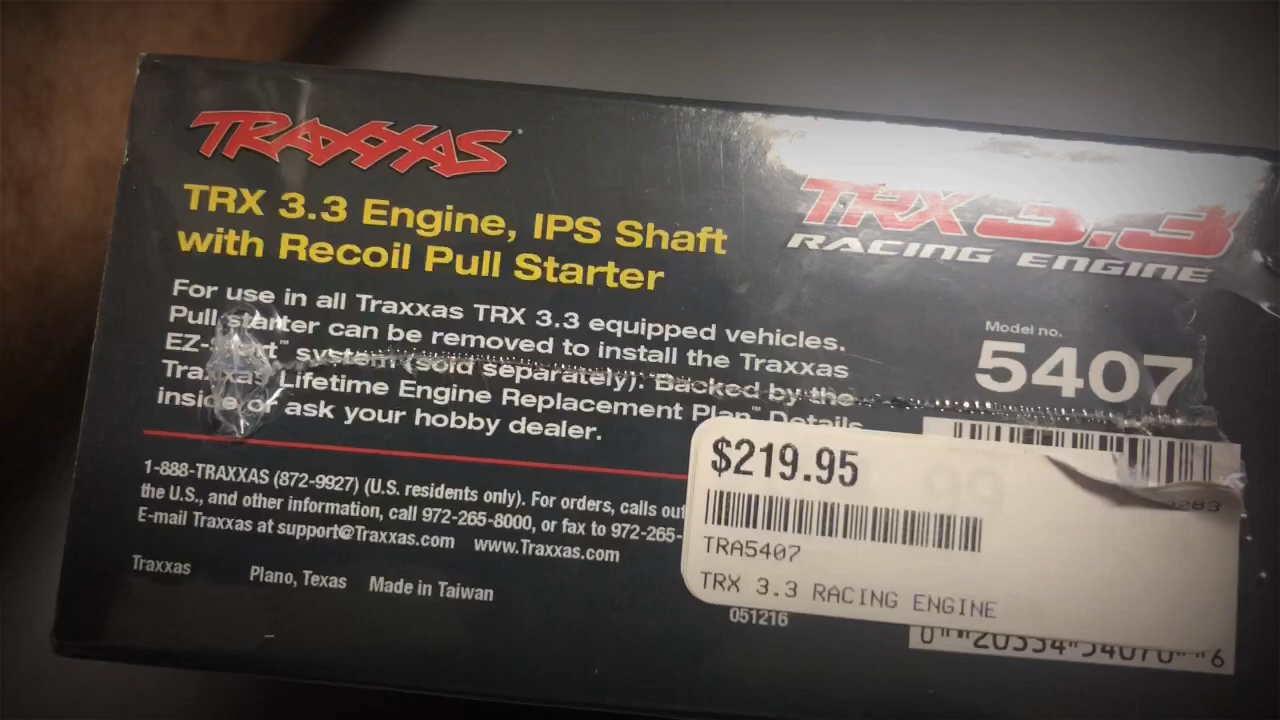 TRAXXAS
TRX 3.3 Engine, IPS Shaft
with Recoil Pull Starter
For use in all Traxxas TRX 3.3 equipped vehicles.
Pull starter can be removed to install the Traxxas
EZ-Start™ system (sold separately). Backed by the
Traxxas Lifetime Engine Replacement Plan™ Details
inside or ask your hobby dealer.
1-888-TRAXXAS (872-9927) (U.S. residents only). For orders, calls out
the U.S., and other information, call 972-265-8000, or fax to 972-265-
E-mail Traxxas at support@Traxxas.com www.Traxxas.com
Traxxas Plano, Texas Made in Taiwan
051216
TRX 3.3
RACING ENGINE
Model no.
5407
$219.95
TRA5407
TRX 3.3 RACING ENGINE